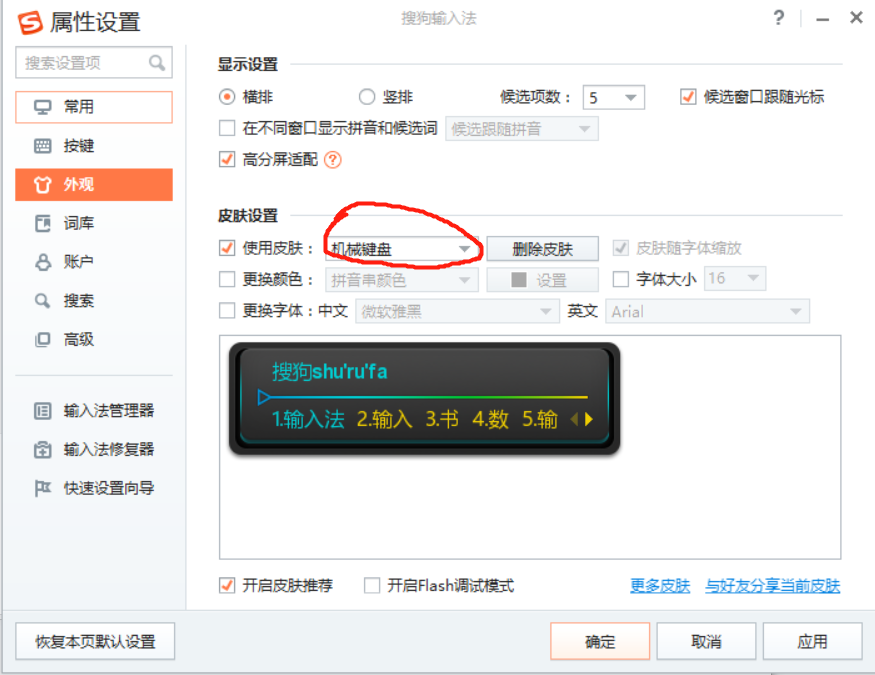 属性设置
搜狗输入法
搜索设置项
常用
按键
外观
词库
账户
搜索
高级
输入法管理器
输入法修复器
快速设置向导
显示设置
横排 竖排 候选项数： 5 候选窗口跟随光标
在不同窗口显示拼音和候选词 候选跟随拼音
高分屏适配 ?
皮肤设置
使用皮肤： 机械键盘 删除皮肤 皮肤随字体缩放
更换颜色： 拼音串颜色 设置 字体大小 16
更换字体：中文 微软雅黑 英文 Arial
搜狗shu'ru'fa
1.输入法 2.输入 3.书 4.数 5.输
开启皮肤推荐 开启Flash调试模式 更多皮肤 与好友分享当前皮肤
恢复本页默认设置 确定 取消 应用